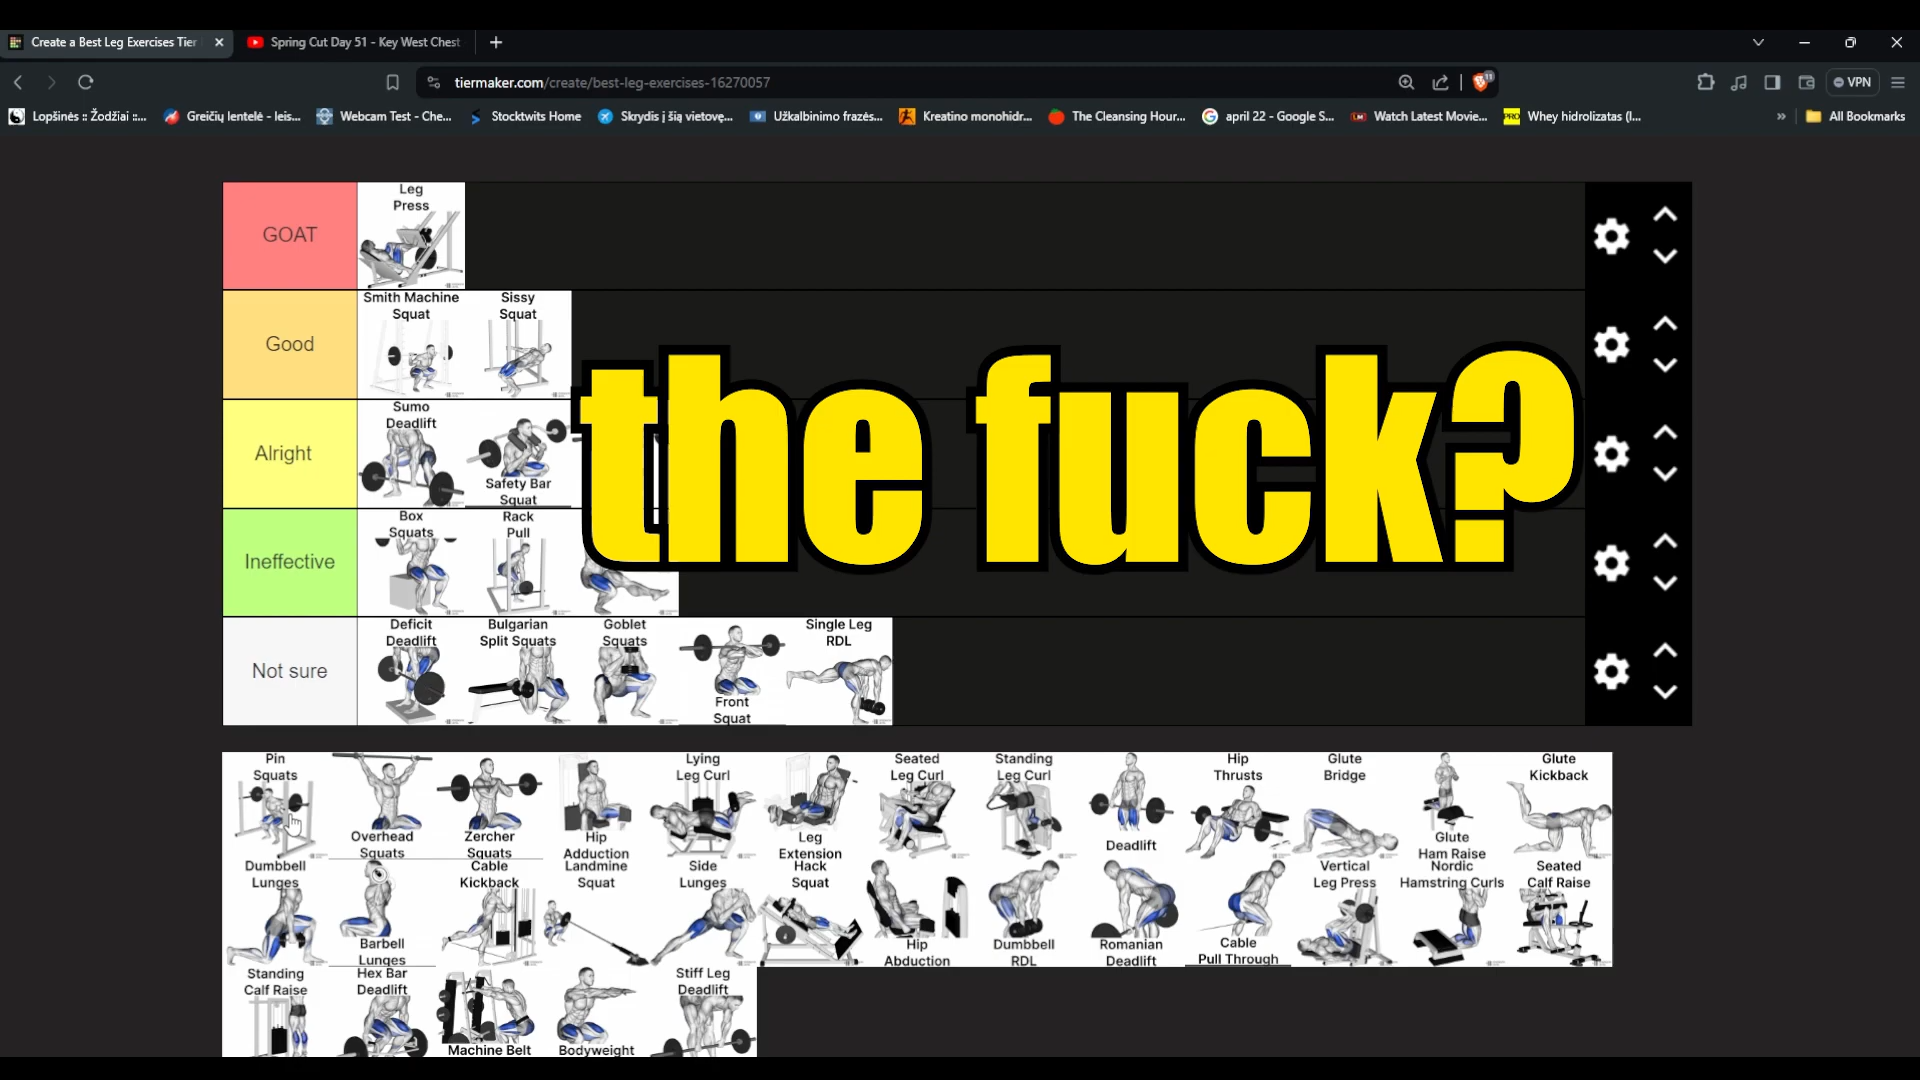 Create a Best Leg Exercises Tier
Spring Cut Day 51 - Key West Chest
tiermaker.com/create/best-leg-exercises-16270057
11
VPN
Lopšinės :: Žodžiai ::...
Greičių lentelė - leis...
Webcam Test - Che...
Stocktwits Home
Skrydis į šią vietovę...
Užkalbinimo frazės...
Kreatino monohidr...
The Cleansing Hour...
april 22 - Google S...
Watch Latest Movie...
Whey hidrolizatas (I...
All Bookmarks
GOAT
Leg
Press
Good
Smith Machine
Squat
Sissy
Squat
the fuck?
Alright
Sumo
Deadlift
Safety Bar
Squat
Ineffective
Box
Squats
Rack
Pull
Not sure
Deficit
Deadlift
Bulgarian
Split Squats
Goblet
Squats
Front
Squat
Single Leg
RDL
Pin
Squats
Overhead
Squats
Zercher
Squats
Hip
Adduction
Lying
Leg Curl
Leg
Extension
Seated
Leg Curl
Standing
Leg Curl
Deadlift
Hip
Thrusts
Glute
Bridge
Glute
Ham Raise
Glute
Kickback
Dumbbell
Lunges
Barbell
Lunges
Cable
Kickback
Landmine
Squat
Side
Lunges
Hack
Squat
Hip
Abduction
Dumbbell
RDL
Romanian
Deadlift
Cable
Pull Through
Vertical
Leg Press
Nordic
Hamstring Curls
Seated
Calf Raise
Standing
Calf Raise
Hex Bar
Deadlift
Machine Belt
Bodyweight
Stiff Leg
Deadlift